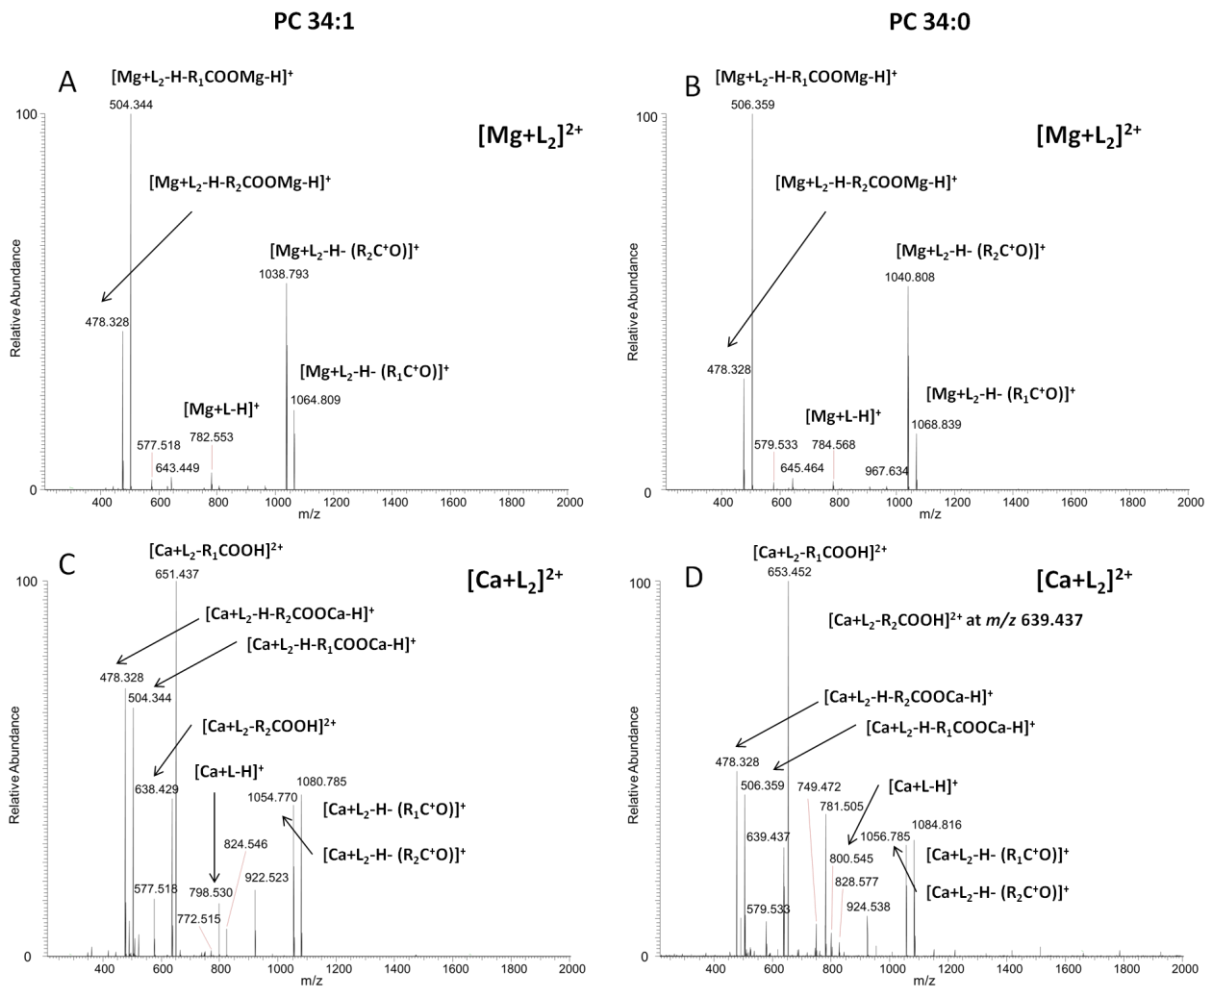 PC 34:1
PC 34:0
A
[Mg+L2-H-R1COOMg-H]+
504.344
100
[Mg+L2]2+
[Mg+L2-H-R2COOMg-H]+
[Mg+L2-H- (R2C+O)]+
1038.793
478.328
[Mg+L2-H- (R1C+O)]+
1064.809
[Mg+L-H]+
782.553
577.518
643.449
Relative Abundance
0
400 600 800 1000 1200 1400 1600 1800 2000
m/z
B
[Mg+L2-H-R1COOMg-H]+
506.359
100
[Mg+L2]2+
[Mg+L2-H-R2COOMg-H]+
[Mg+L2-H- (R2C+O)]+
1040.808
478.328
[Mg+L2-H- (R1C+O)]+
1068.839
[Mg+L-H]+
784.568
579.533
645.464
967.634
Relative Abundance
0
400 600 800 1000 1200 1400 1600 1800 2000
m/z
C
[Ca+L2-R1COOH]2+
651.437
100
[Ca+L2]2+
[Ca+L2-H-R2COOCa-H]+
[Ca+L2-H-R1COOCa-H]+
478.328
504.344
[Ca+L2-R2COOH]2+
[Ca+L-H]+
638.429
1080.785
1054.770
[Ca+L2-H- (R1C+O)]+
824.546
[Ca+L2-H- (R2C+O)]+
577.518
798.530
922.523
772.515
Relative Abundance
0
400 600 800 1000 1200 1400 1600 1800 2000
m/z
D
[Ca+L2-R1COOH]2+
653.452
100
[Ca+L2]2+
[Ca+L2-R2COOH]2+ at m/z 639.437
[Ca+L2-H-R2COOCa-H]+
[Ca+L2-H-R1COOCa-H]+
478.328
506.359
749.472
[Ca+L-H]+
781.505
639.437
1056.785
1084.816
800.545
[Ca+L2-H- (R1C+O)]+
828.577
[Ca+L2-H- (R2C+O)]+
579.533
924.538
Relative Abundance
0
400 600 800 1000 1200 1400 1600 1800 2000
m/z